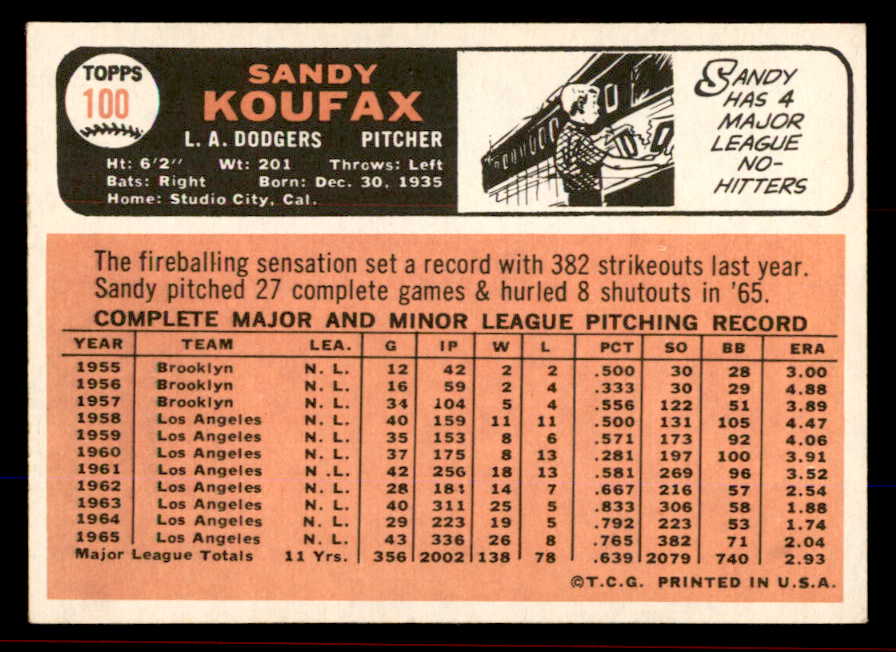 TOPPS
100
SANDY
KOUFAX
L. A. DODGERS PITCHER
Ht: 6'2" Wt: 201 Throws: Left
Bats: Right Born: Dec. 30, 1935
Home: Studio City, Cal.
SANDY
HAS 4
MAJOR
LEAGUE
NO-
HITTERS
The fireballing sensation set a record with 382 strikeouts last year.
Sandy pitched 27 complete games & hurled 8 shutouts in '65.
COMPLETE MAJOR AND MINOR LEAGUE PITCHING RECORD
YEAR TEAM LEA. G IP W L PCT SO BB ERA
1955 Brooklyn N. L. 12 42 2 2 .500 30 28 3.00
1956 Brooklyn N. L. 16 59 2 4 .333 30 29 4.88
1957 Brooklyn N. L. 34 104 5 4 .556 122 51 3.89
1958 Los Angeles N. L. 40 159 11 11 .500 131 105 4.47
1959 Los Angeles N. L. 35 153 8 6 .571 173 92 4.06
1960 Los Angeles N. L. 37 175 8 13 .281 197 100 3.91
1961 Los Angeles N .L. 42 256 18 13 .581 269 96 3.52
1962 Los Angeles N. L. 28 181 14 7 .667 216 57 2.54
1963 Los Angeles N. L. 40 311 25 5 .833 306 58 1.88
1964 Los Angeles N. L. 29 223 19 5 .792 223 53 1.74
1965 Los Angeles N. L. 43 336 26 8 .765 382 71 2.04
Major League Totals 11 Yrs. 356 2002 138 78 .639 2079 740 2.93
©T.C.G. PRINTED IN U.S.A.